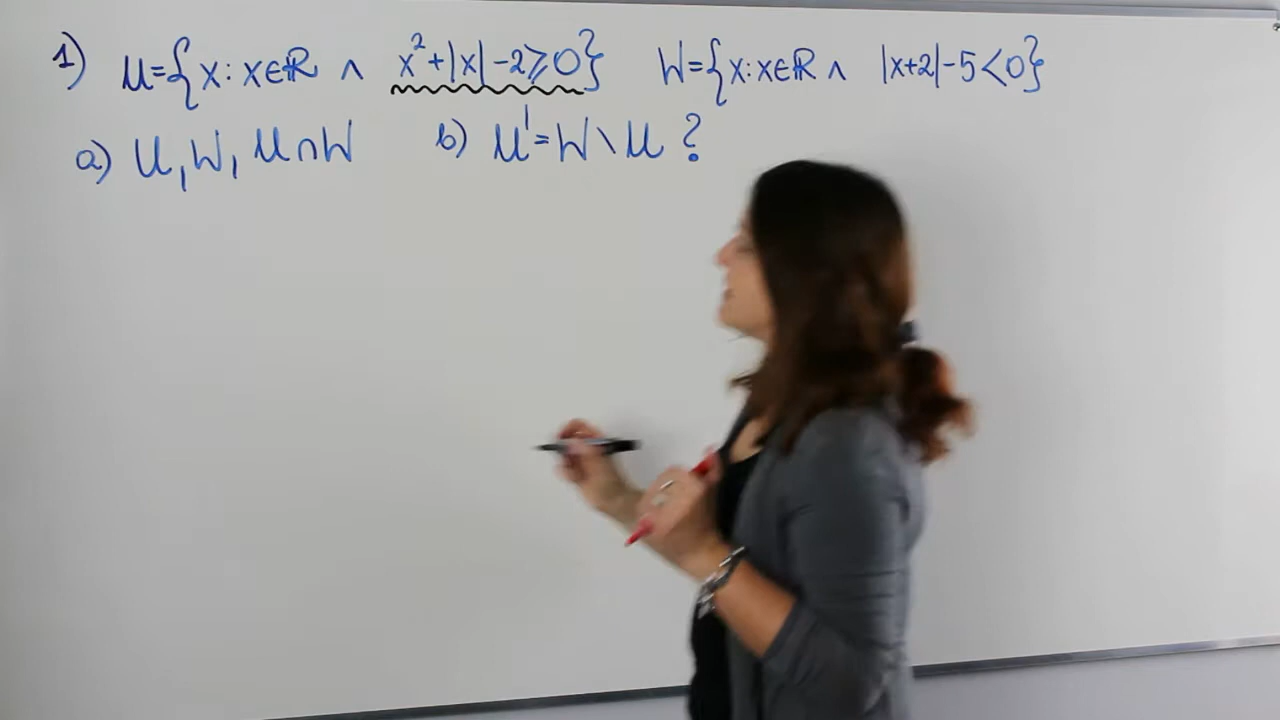 1) U={x: x∈ℝ ∧ x²+|x|-2⩾0} W={x: x∈ℝ ∧ |x+2|-5<0}
a) U, W, U∩W b) U'=W\U ?